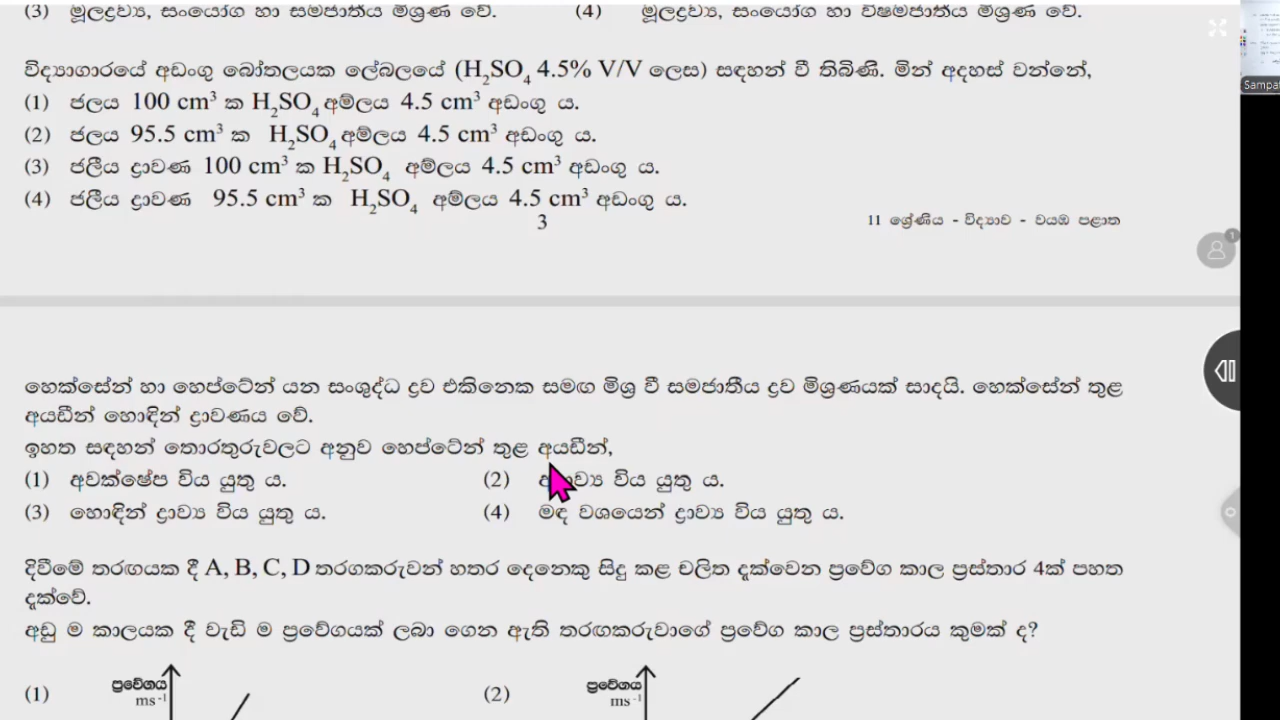 (3) මූලද්‍රව්‍ය, සංයෝග හා සමජාතීය මිශ්‍රණ වේ. (4) මූලද්‍රව්‍ය, සංයෝග හා විෂමජාතීය මිශ්‍රණ වේ.
විද්‍යාගාරයේ අඩංගු බෝතලයක ලේබලයේ (H₂SO₄ 4.5% V/V ලෙස) සඳහන් වී තිබිණි. මින් අදහස් වන්නේ,
(1) ජලය 100 cm³ ක H₂SO₄ අම්ලය 4.5 cm³ අඩංගු ය.
(2) ජලය 95.5 cm³ ක H₂SO₄ අම්ලය 4.5 cm³ අඩංගු ය.
(3) ජලීය ද්‍රාවණ 100 cm³ ක H₂SO₄ අම්ලය 4.5 cm³ අඩංගු ය.
(4) ජලීය ද්‍රාවණ 95.5 cm³ ක H₂SO₄ අම්ලය 4.5 cm³ අඩංගු ය.
3
11 ශ්‍රේණිය - විද්‍යාව - වයඹ පළාත
1
හෙක්සේන් හා හෙප්ටේන් යන සංශුද්ධ ද්‍රව එකිනෙක සමඟ මිශ්‍ර වී සමජාතීය ද්‍රව මිශ්‍රණයක් සාදයි. හෙක්සේන් තුළ
අයඩීන් හොඳින් ද්‍රාවණය වේ.
ඉහත සඳහන් තොරතුරුවලට අනුව හෙප්ටේන් තුළ අයඩීන්,
(1) අවක්ෂේප විය යුතු ය. (2) විය යුතු ය.
(3) හොඳින් ද්‍රාව්‍ය විය යුතු ය. (4) මඳ වශයෙන් ද්‍රාව්‍ය විය යුතු ය.
දිවීමේ තරඟයක දී A, B, C, D තරගකරුවන් හතර දෙනෙකු සිදු කළ චලිත දැක්වෙන ප්‍රවේග කාල ප්‍රස්තාර 4ක් පහත
දැක්වේ.
අඩු ම කාලයක දී වැඩි ම ප්‍රවේගයක් ලබා ගෙන ඇති තරඟකරුවාගේ ප්‍රවේග කාල ප්‍රස්තාරය කුමක් ද?
(1) ප්‍රවේගය (2) ප්‍රවේගය
ms⁻¹ ms⁻¹
Sampat